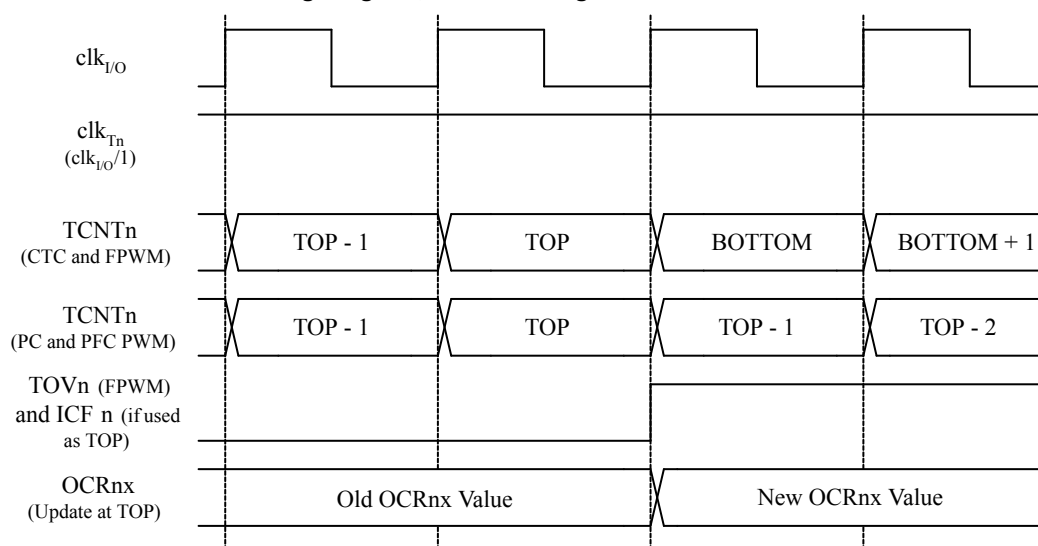 clkI/O
clkTn
(clkI/O/1)
TCNTn
(CTC and FPWM)
TOP - 1 TOP BOTTOM BOTTOM + 1
TCNTn
(PC and PFC PWM)
TOP - 1 TOP TOP - 1 TOP - 2
TOVn (FPWM)
and ICF n (if used
as TOP)
OCRnx
(Update at TOP)
Old OCRnx Value New OCRnx Value